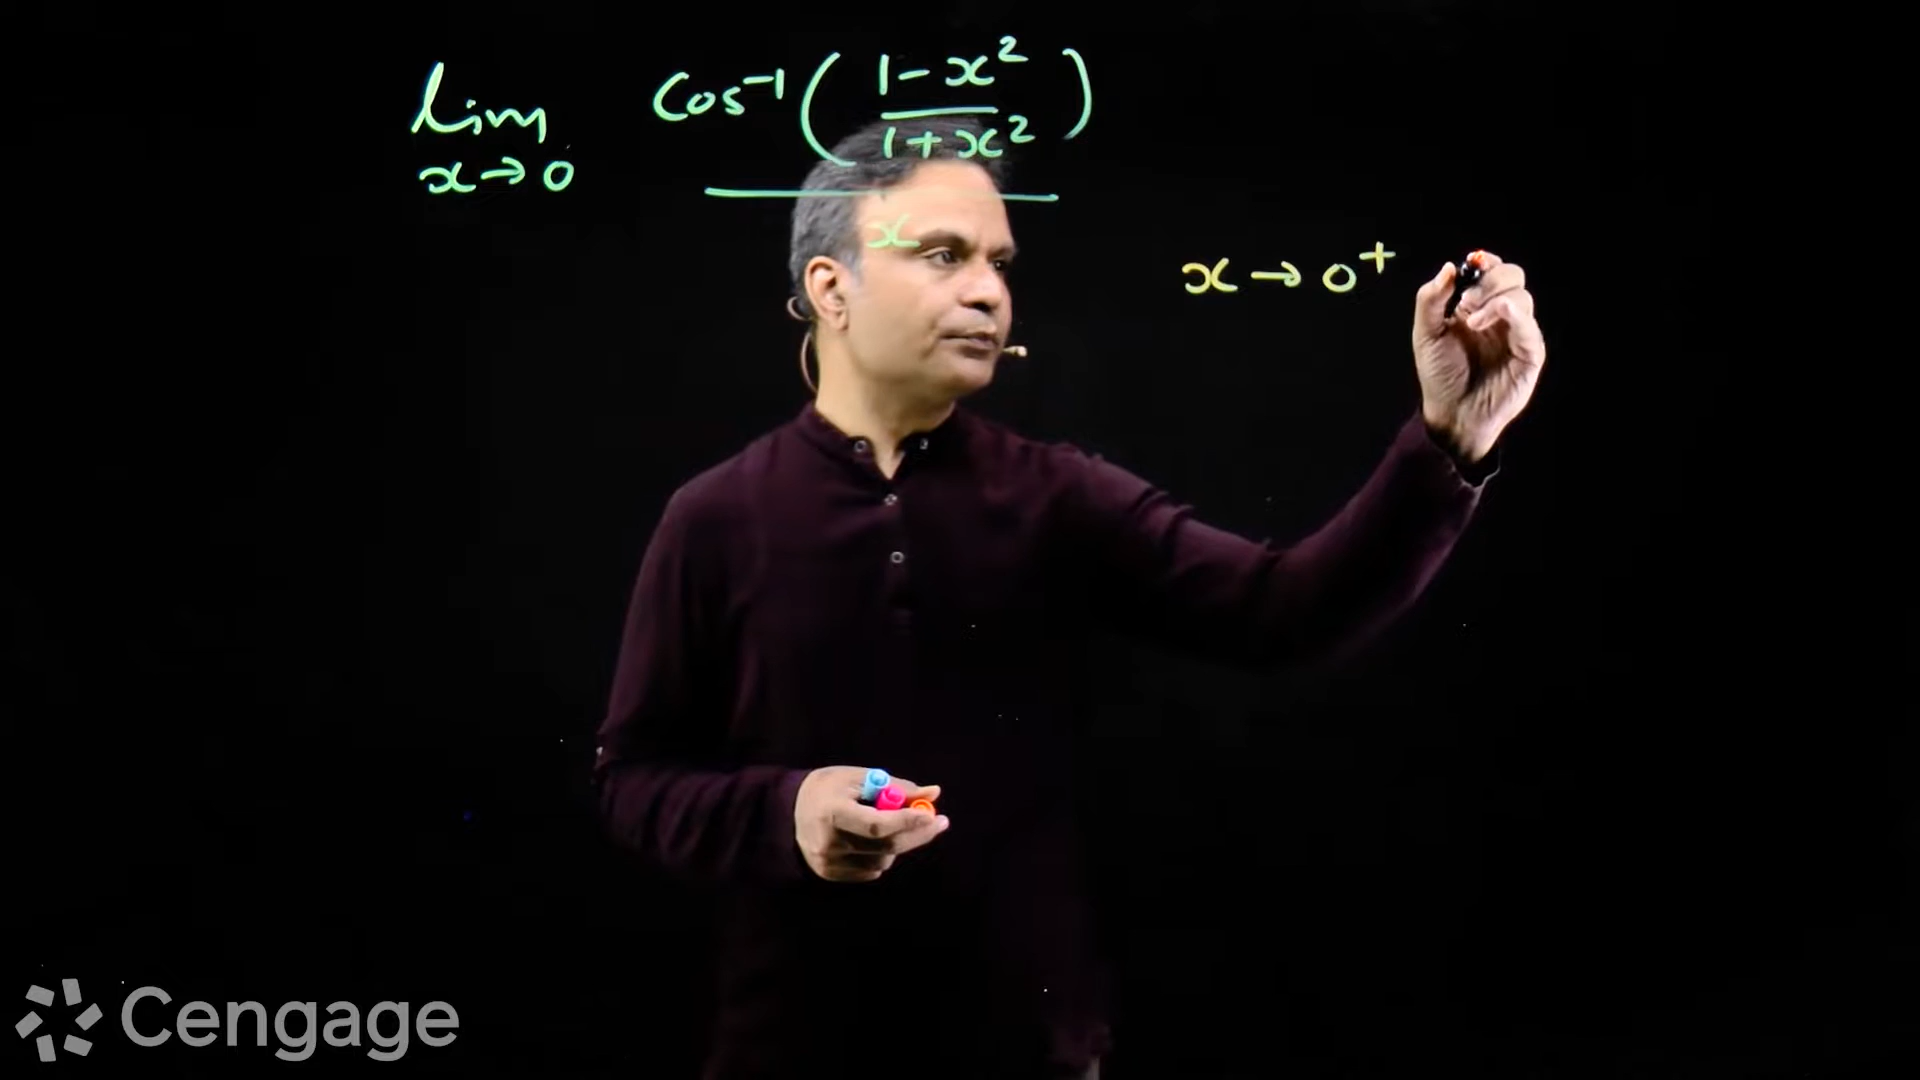 lim x→0 cos⁻¹((1-x²)/(1+x²))/x
x→0⁺
Cengage